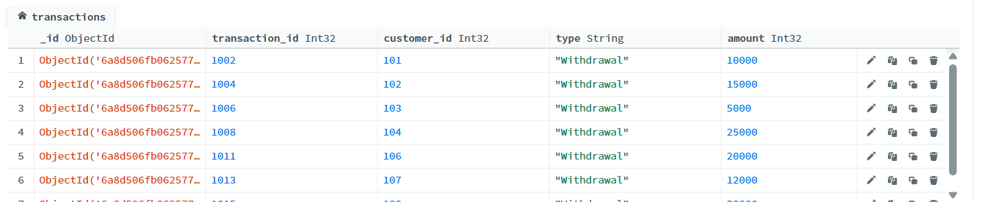 transactions
_id ObjectId transaction_id Int32 customer_id Int32 type String amount Int32
1 ObjectId('6a8d506fb062577… 1002 101 "Withdrawal" 10000
2 ObjectId('6a8d506fb062577… 1004 102 "Withdrawal" 15000
3 ObjectId('6a8d506fb062577… 1006 103 "Withdrawal" 5000
4 ObjectId('6a8d506fb062577… 1008 104 "Withdrawal" 25000
5 ObjectId('6a8d506fb062577… 1011 106 "Withdrawal" 20000
6 ObjectId('6a8d506fb062577… 1013 107 "Withdrawal" 12000